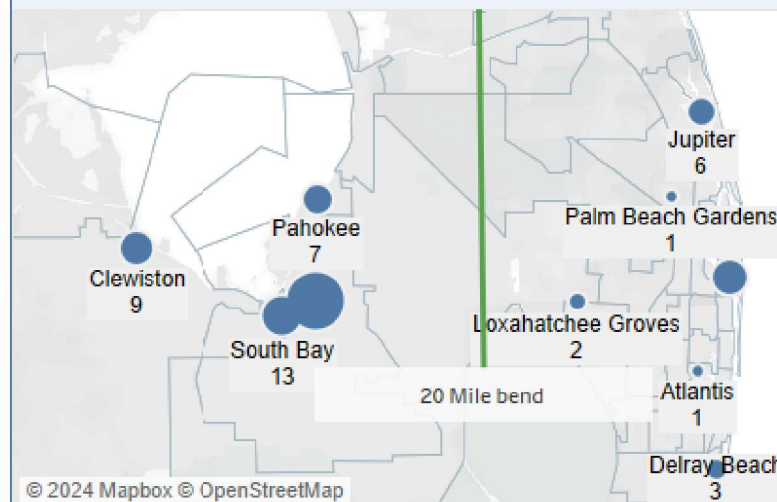 Jupiter
6
Palm Beach Gardens
1
Pahokee
7
Clewiston
9
Loxahatchee Groves
2
South Bay
13
20 Mile bend
Atlantis
1
Delray Beach
3
© 2024 Mapbox © OpenStreetMap